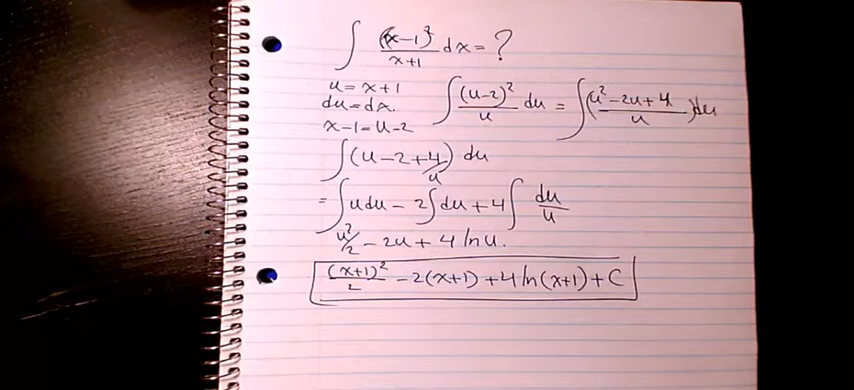 ∫ (x-1)²/(x+1) dx = ?
u = x+1
du = dx.
x-1 = u-2
∫ (u-2)²/u du = ∫ (u²-2u+4/u) du
∫ (u-2+4/u) du
= ∫ u du - 2∫ du + 4∫ du/u
u²/2 - 2u + 4 ln u.
(x+1)²/2 - 2(x+1) + 4 ln(x+1) + C